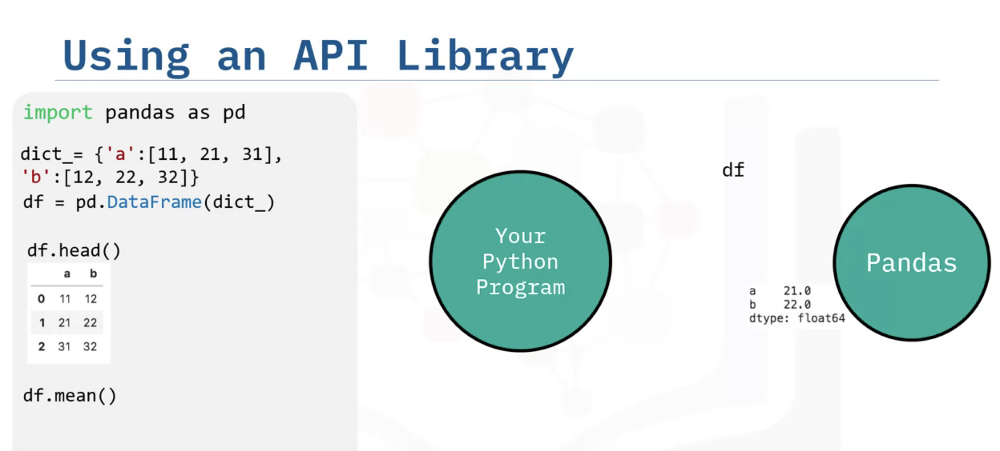 Using an API Library
import pandas as pd
dict_= {'a':[11, 21, 31],
'b':[12, 22, 32]}
df = pd.DataFrame(dict_)
df.head()
a b
0 11 12
1 21 22
2 31 32
df.mean()
Your
Python
Program
df
a 21.0
b 22.0
dtype: float64
Pandas